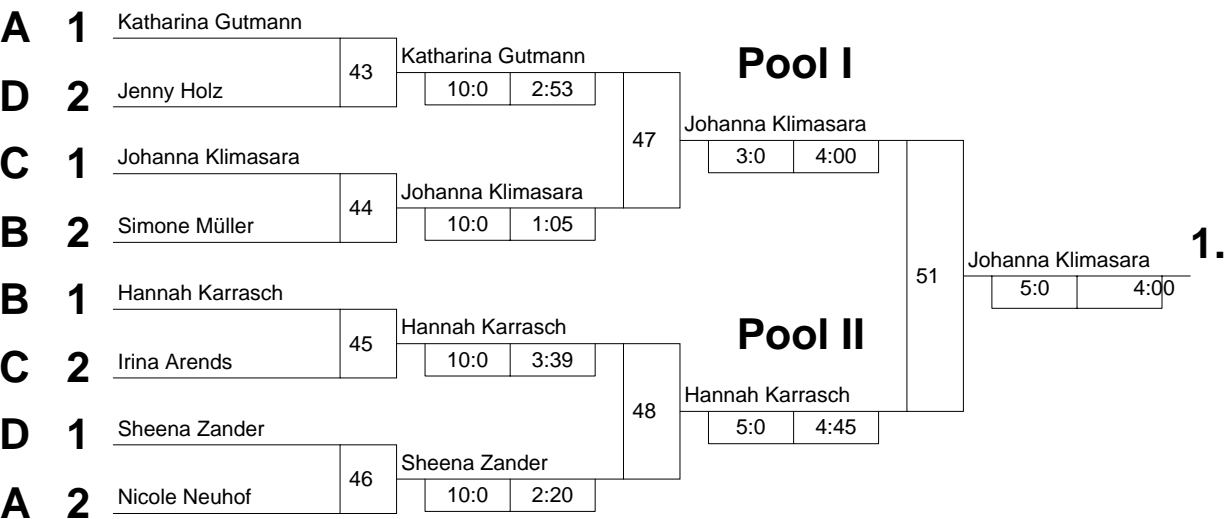 A 1 Katharina Gutmann
43
Katharina Gutmann
10:0 2:53
D 2 Jenny Holz
Pool I
47
Johanna Klimasara
3:0 4:00
C 1 Johanna Klimasara
44
Johanna Klimasara
10:0 1:05
B 2 Simone Müller
51
Johanna Klimasara 1.
5:0 4:00
B 1 Hannah Karrasch
45
Hannah Karrasch
10:0 3:39
C 2 Irina Arends
Pool II
48
Hannah Karrasch
5:0 4:45
D 1 Sheena Zander
46
Sheena Zander
10:0 2:20
A 2 Nicole Neuhof